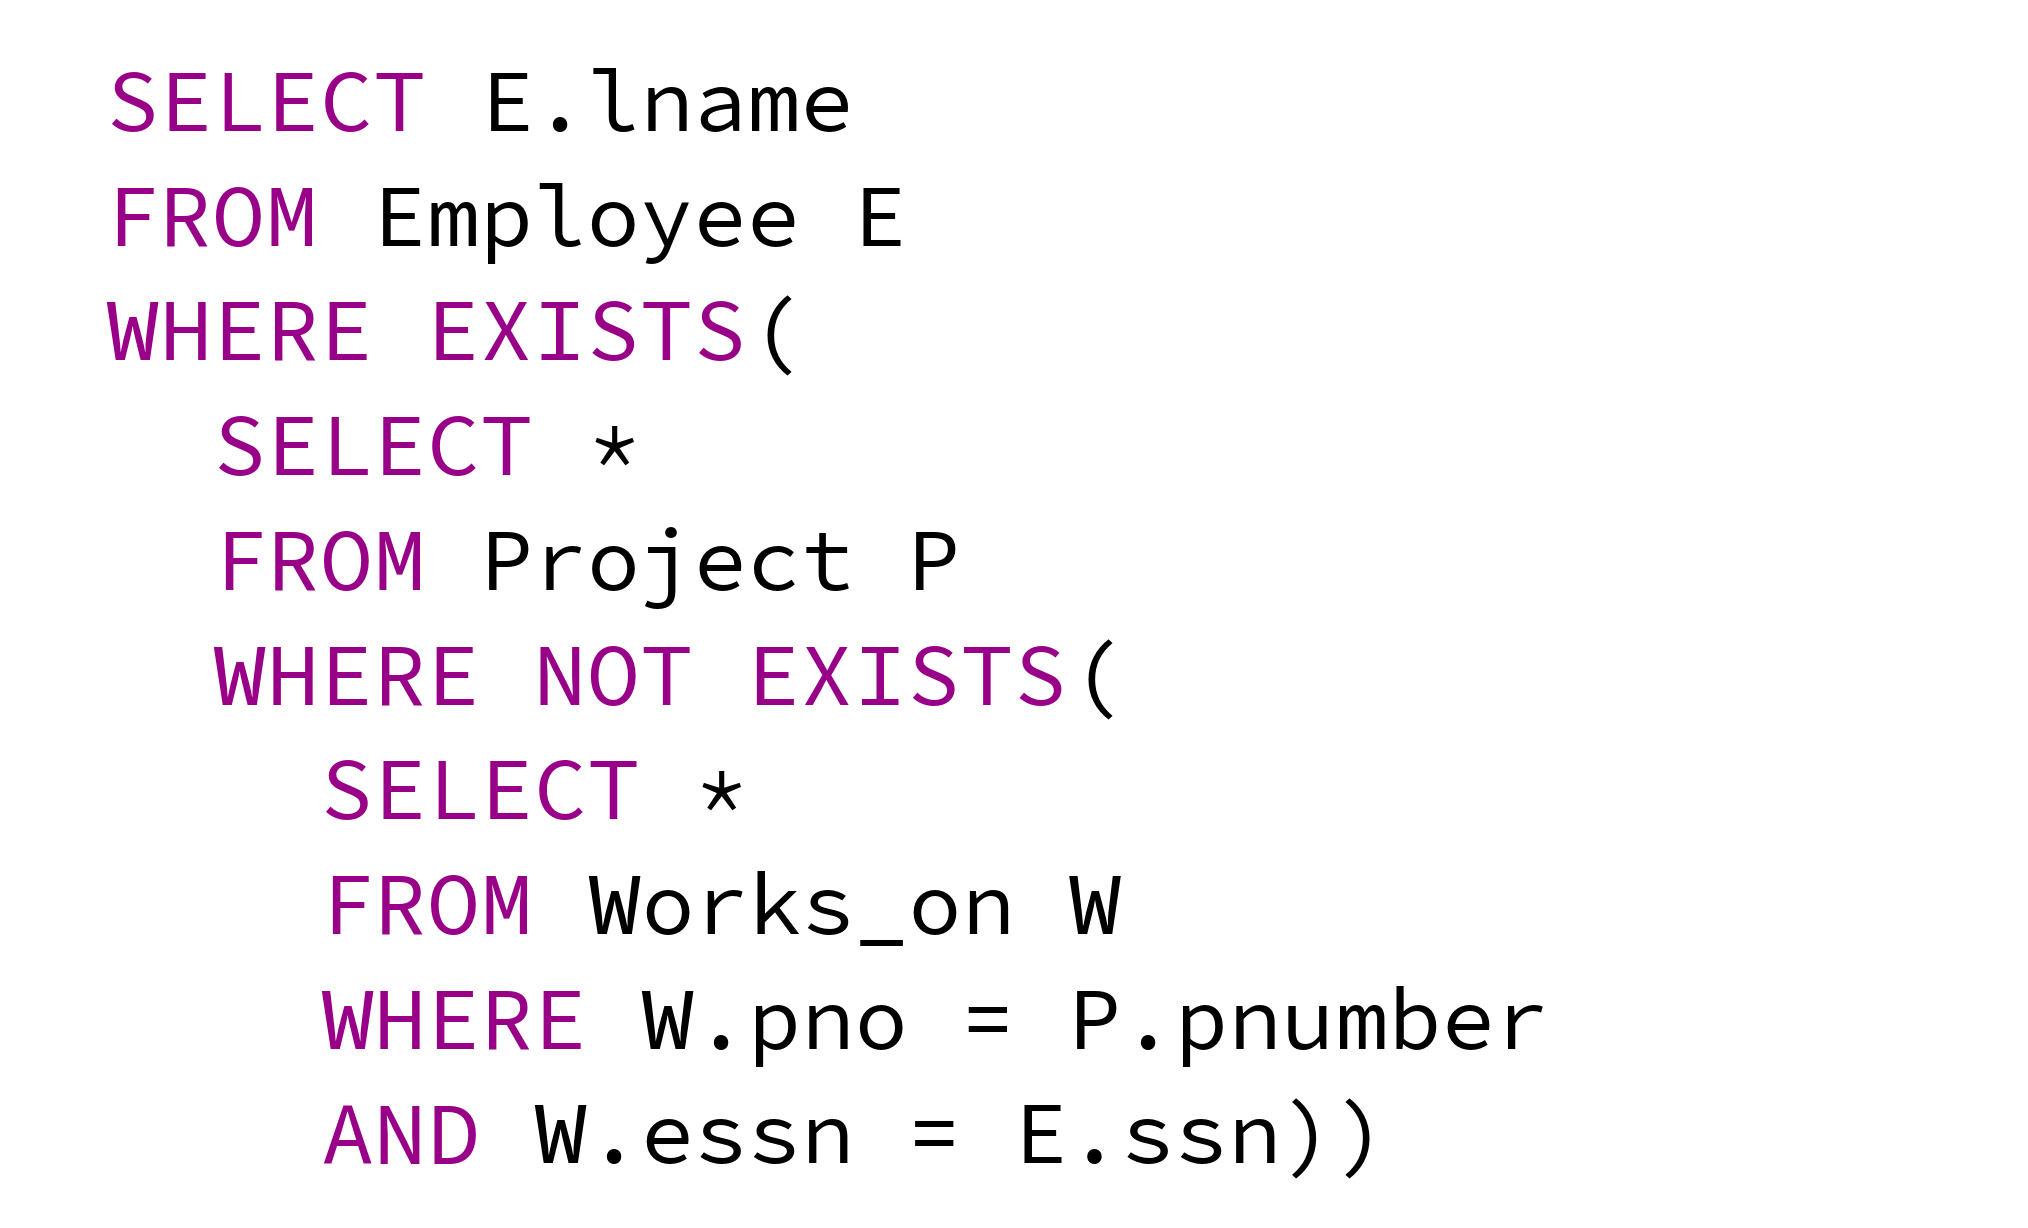 SELECT E.lname
FROM Employee E
WHERE EXISTS(
SELECT *
FROM Project P
WHERE NOT EXISTS(
SELECT *
FROM Works_on W
WHERE W.pno = P.pnumber
AND W.essn = E.ssn))